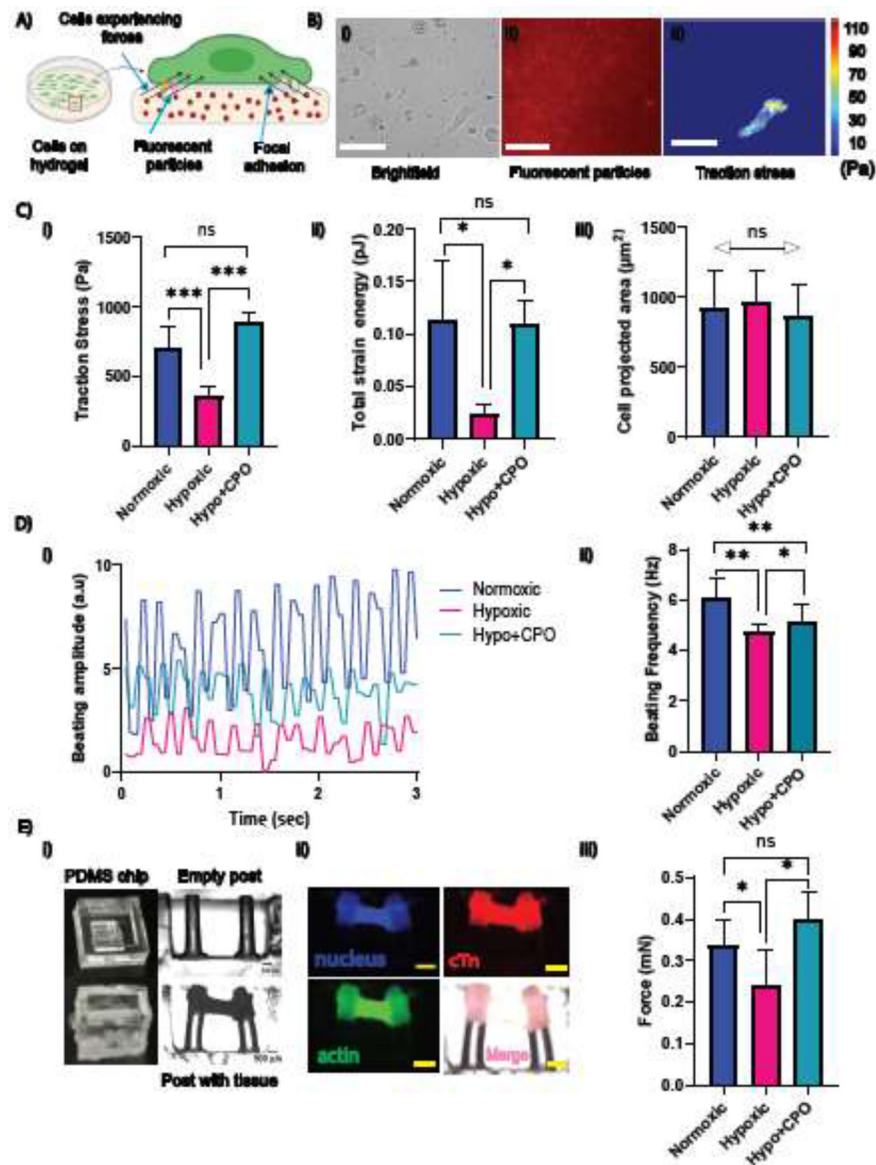 A)
Cells experiencing
forces
Cells on
hydrogel
Fluorescent
particles
Focal
adhesion
B)
i)
ii)
Brightfield
Fluorescent particles
Traction stress
110
90
70
50
30
10
(Pa)
C)
i)
Traction Stress (Pa)
1500
1000
500
0
ns
***
***
Normoxic
Hypoxic
Hypo+CPO
ii)
Total strain energy (pJ)
0.20
0.15
0.10
0.05
0.00
ns
*
*
Normoxic
Hypoxic
Hypo+CPO
iii)
Cell projected area (µm²)
1500
1000
500
0
ns
Normoxic
Hypoxic
Hypo+CPO
D)
i)
Beating amplitude (a.u)
10
5
0
0
1
2
3
Time (sec)
Normoxic
Hypoxic
Hypo+CPO
ii)
Beating Frequency (Hz)
8
6
4
2
0
**
**
*
Normoxic
Hypoxic
Hypo+CPO
E)
i)
PDMS chip
Empty post
500 µm
Post with tissue
ii)
nucleus
cTn
actin
Merge
iii)
Force (mN)
0.5
0.4
0.3
0.2
0.1
0.0
ns
*
*
Normoxic
Hypoxic
Hypo+CPO